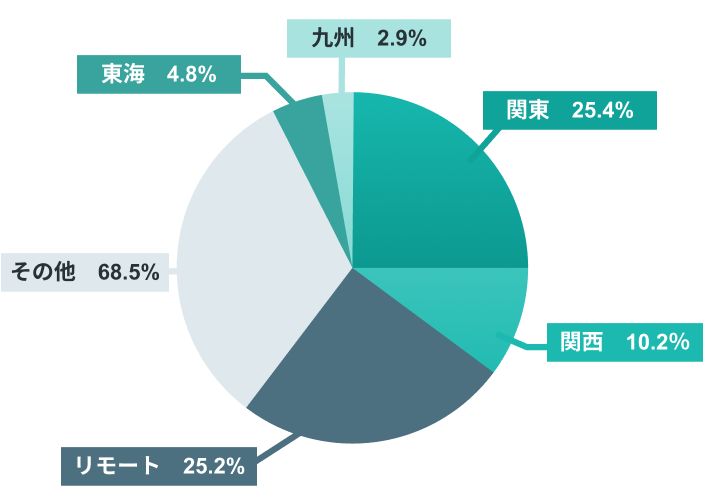 九州 2.9%
東海 4.8%
関東 25.4%
その他 68.5%
関西 10.2%
リモート 25.2%